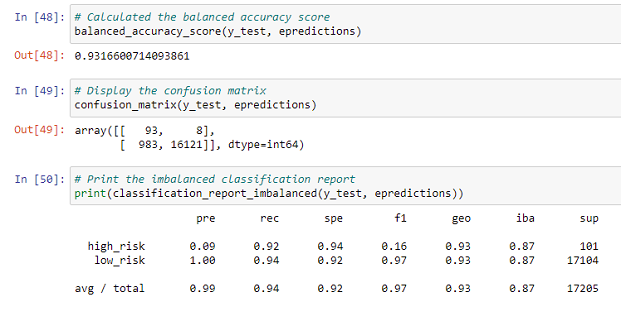 In [48]: # Calculated the balanced accuracy score
balanced_accuracy_score(y_test, epredictions)
Out[48]: 0.9316600714093861
In [49]: # Display the confusion matrix
confusion_matrix(y_test, epredictions)
Out[49]: array([[   93,     8],
       [  983, 16121]], dtype=int64)
In [50]: # Print the imbalanced classification report
print(classification_report_imbalanced(y_test, epredictions))
pre rec spe f1 geo iba sup
high_risk 0.09 0.92 0.94 0.16 0.93 0.87 101
low_risk 1.00 0.94 0.92 0.97 0.93 0.87 17104
avg / total 0.99 0.94 0.92 0.97 0.93 0.87 17205